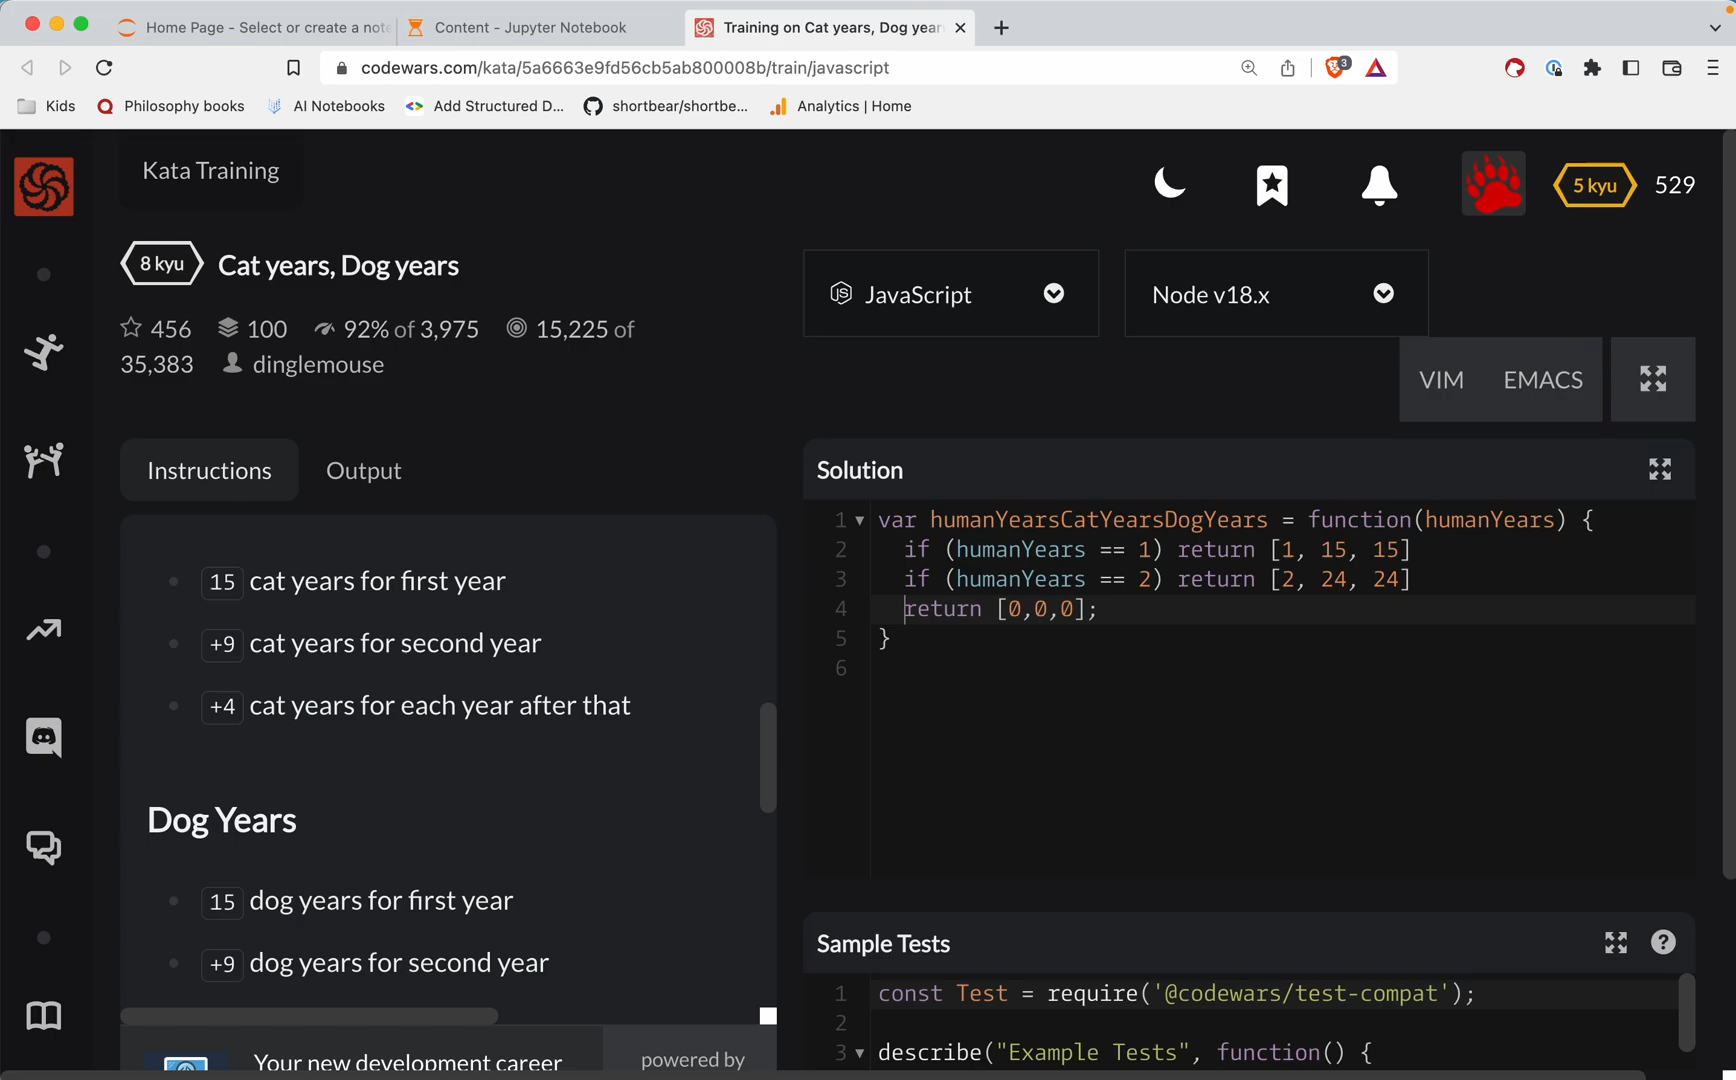 Home Page - Select or create a note
Content - Jupyter Notebook
Training on Cat years, Dog year
codewars.com/kata/5a6663e9fd56cb5ab800008b/train/javascript
3
Kids
Philosophy books
AI Notebooks
Add Structured D...
shortbear/shortbe...
Analytics | Home
Kata Training
5 kyu
529
8 kyu
Cat years, Dog years
456
100
92% of 3,975
15,225 of
35,383
dinglemouse
JavaScript
Node v18.x
VIM
EMACS
Instructions
Output
15 cat years for first year
+9 cat years for second year
+4 cat years for each year after that
Dog Years
15 dog years for first year
+9 dog years for second year
Your new development career
powered by
Solution
1 var humanYearsCatYearsDogYears = function(humanYears) {
2 if (humanYears == 1) return [1, 15, 15]
3 if (humanYears == 2) return [2, 24, 24]
4 return [0,0,0];
5 }
6
Sample Tests
1 const Test = require('@codewars/test-compat');
2
3 describe("Example Tests", function() {